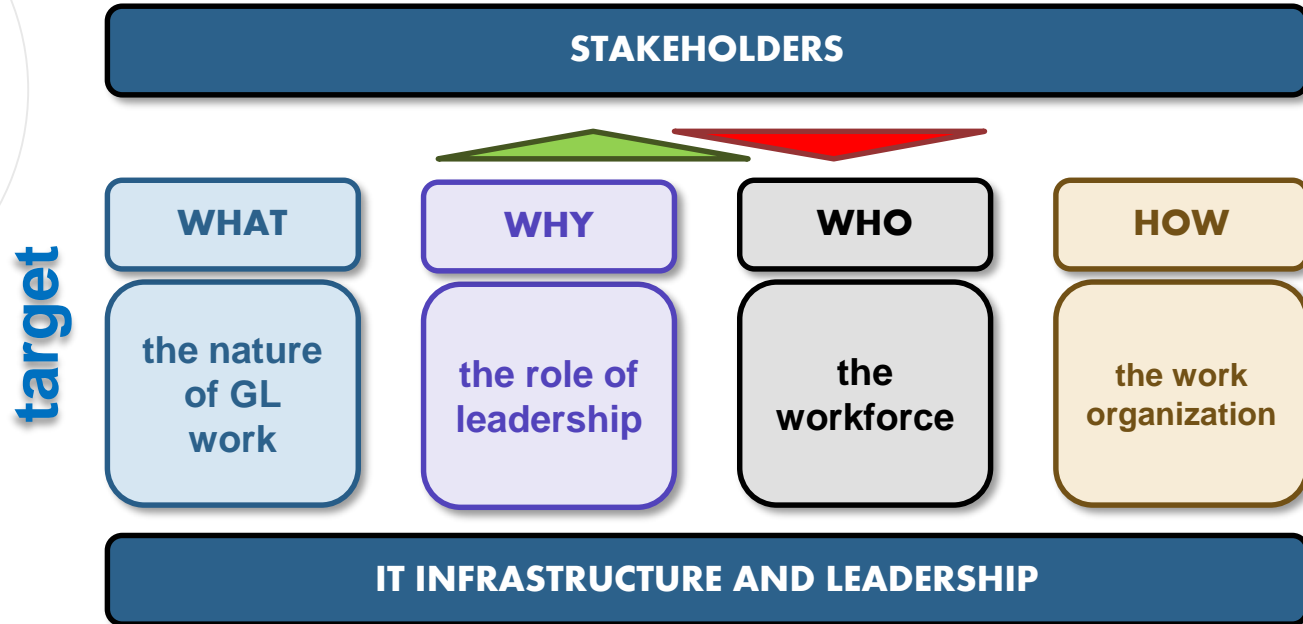 STAKEHOLDERS
target
WHAT
WHY
WHO
HOW
the nature
of GL
work
the role of
leadership
the
workforce
the work
organization
IT INFRASTRUCTURE AND LEADERSHIP